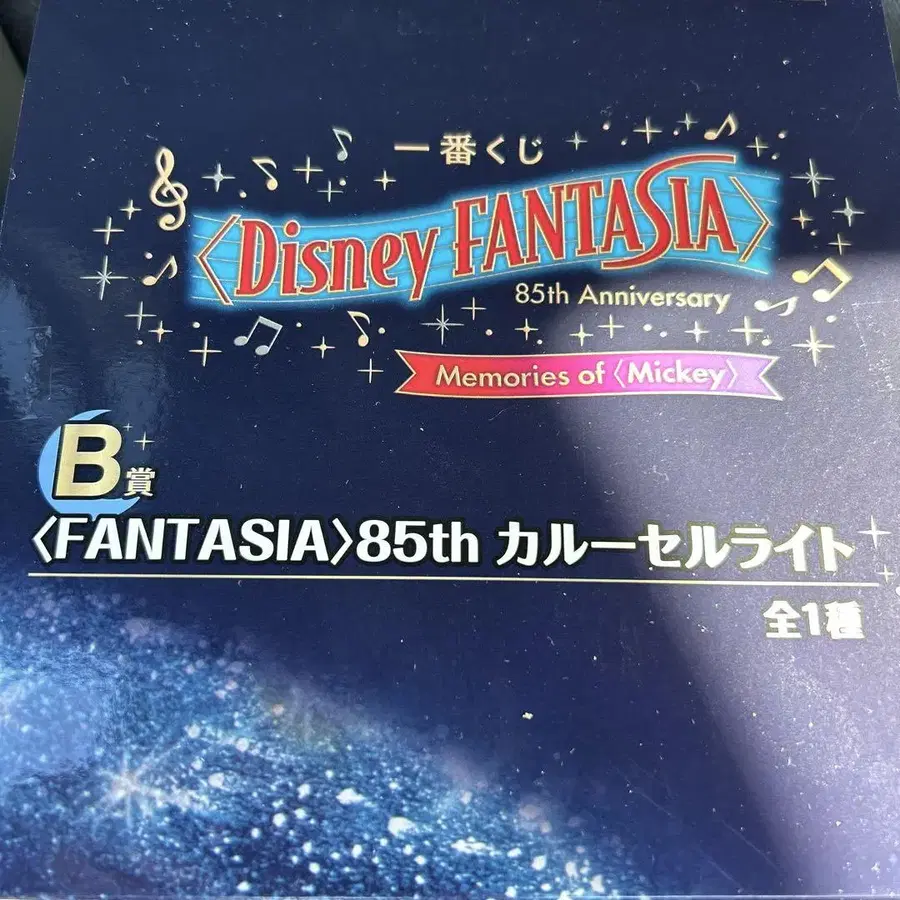 一番くじ
〈Disney FANTASIA〉
85th Anniversary
Memories of〈Mickey〉
B賞
〈FANTASIA〉85th カルーセルライト
全1種